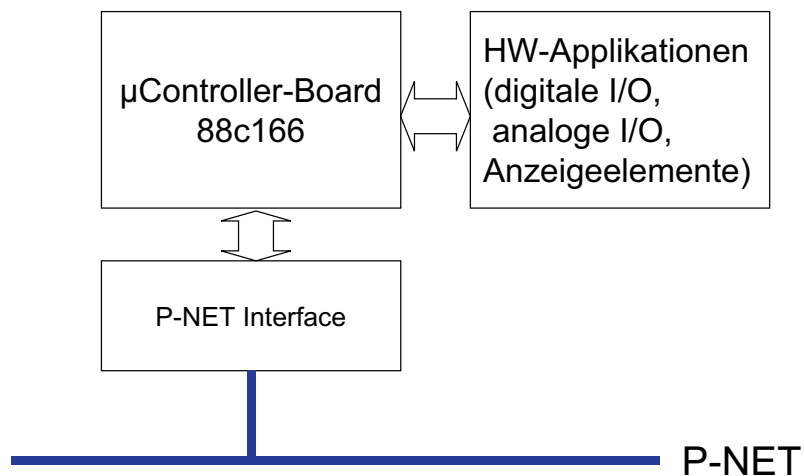 µController-Board
88c166
HW-Applikationen
(digitale I/O,
analoge I/O,
Anzeigeelemente)
P-NET Interface
P-NET